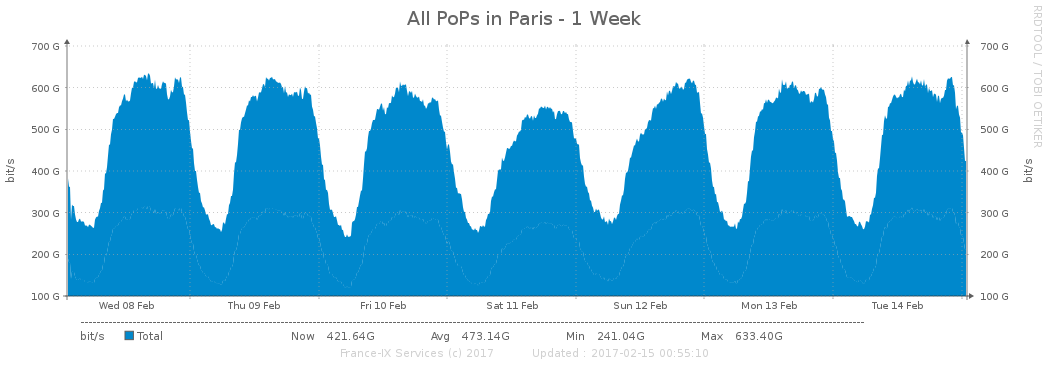 All PoPs in Paris - 1 Week
RRDTOOL / TOBI OETIKER
700 G 700 G
600 G 600 G
500 G 500 G
400 G 400 G
300 G 300 G
200 G 200 G
100 G 100 G
bit/s bit/s
Wed 08 Feb Thu 09 Feb Fri 10 Feb Sat 11 Feb Sun 12 Feb Mon 13 Feb Tue 14 Feb
bit/s Total Now 421.64G Avg 473.14G Min 241.04G Max 633.40G
France-IX Services (c) 2017 Updated : 2017-02-15 00:55:10